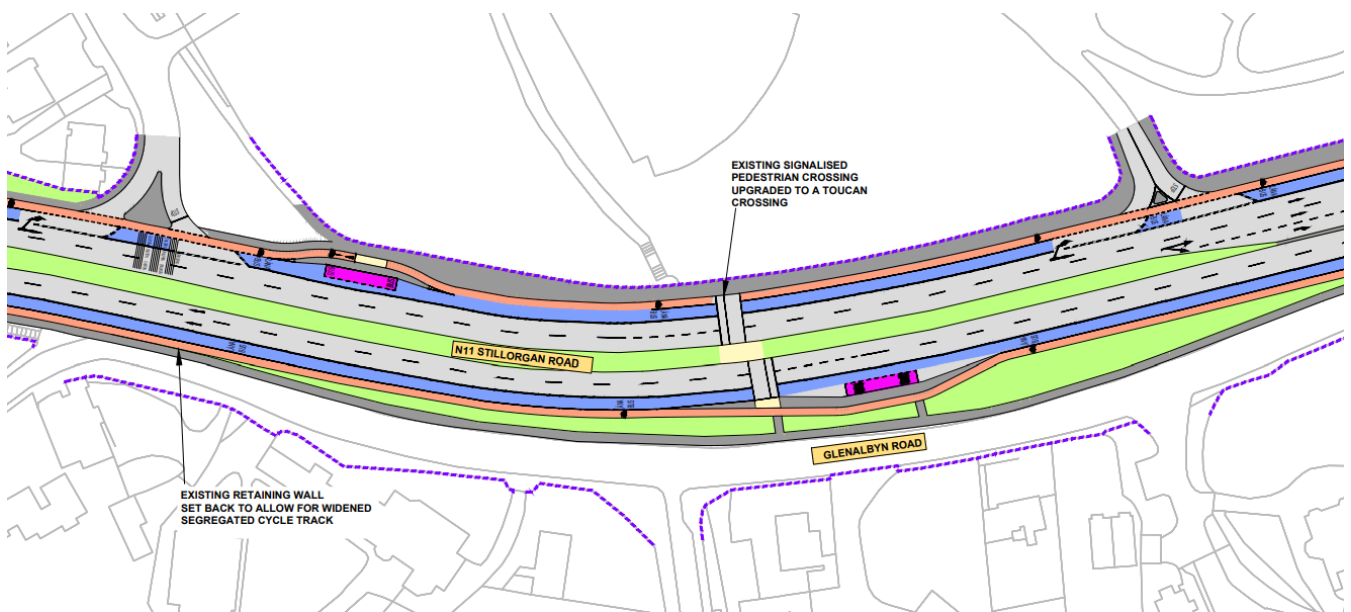 EXISTING SIGNALISED
PEDESTRIAN CROSSING
UPGRADED TO A TOUCAN
CROSSING
N11 STILLORGAN ROAD
GLENALBYN ROAD
EXISTING RETAINING WALL
SET BACK TO ALLOW FOR WIDENED
SEGREGATED CYCLE TRACK